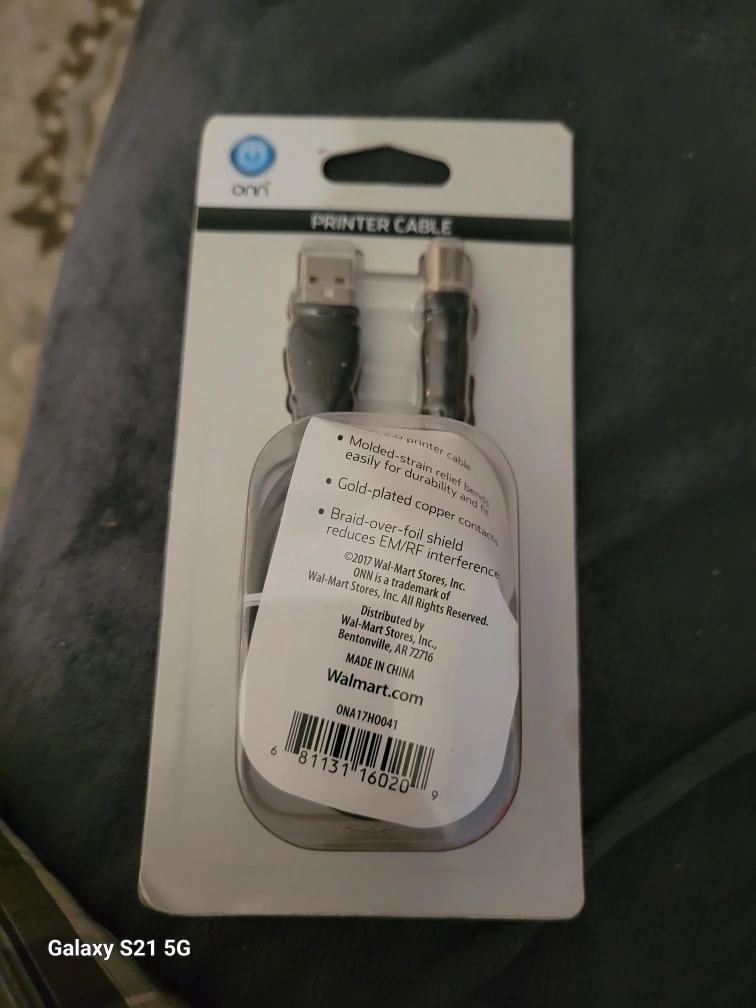 onn
PRINTER CABLE
2.0 printer cable
• Molded-strain relief bends
easily for durability and fit
• Gold-plated copper contacts
• Braid-over-foil shield
reduces EM/RF interference
©2017 Wal-Mart Stores, Inc.
ONN is a trademark of
Wal-Mart Stores, Inc. All Rights Reserved.
Distributed by
Wal-Mart Stores, Inc.,
Bentonville, AR 72716
MADE IN CHINA
Walmart.com
ONA17HO041
6 81131 16020 9
Galaxy S21 5G